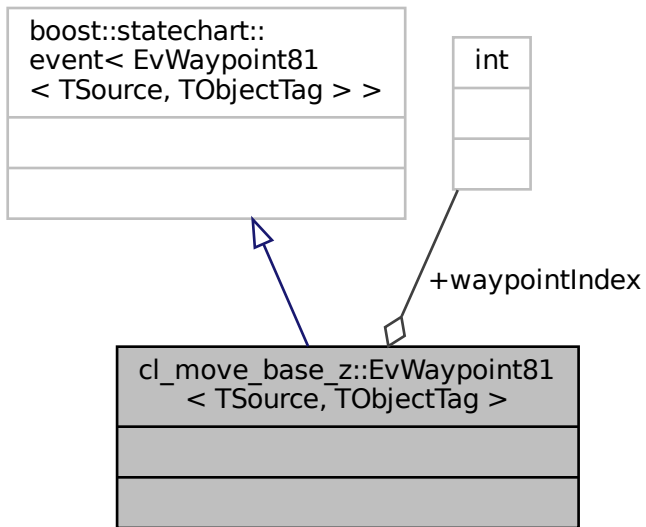 boost::statechart::
event< EvWaypoint81
< TSource, TObjectTag > >
int
+waypointIndex
cl_move_base_z::EvWaypoint81
< TSource, TObjectTag >